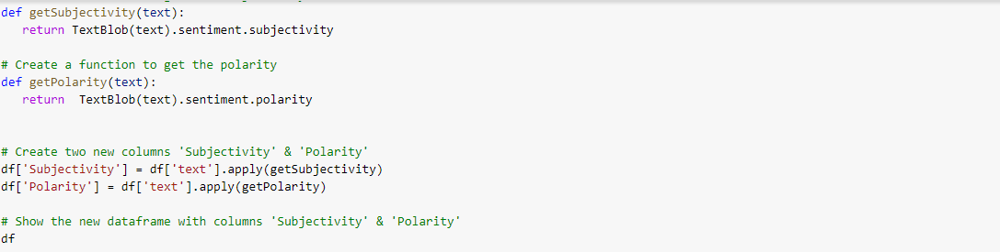 def getSubjectivity(text):
   return TextBlob(text).sentiment.subjectivity
# Create a function to get the polarity
def getPolarity(text):
   return  TextBlob(text).sentiment.polarity
# Create two new columns 'Subjectivity' & 'Polarity'
df['Subjectivity'] = df['text'].apply(getSubjectivity)
df['Polarity'] = df['text'].apply(getPolarity)
# Show the new dataframe with columns 'Subjectivity' & 'Polarity'
df